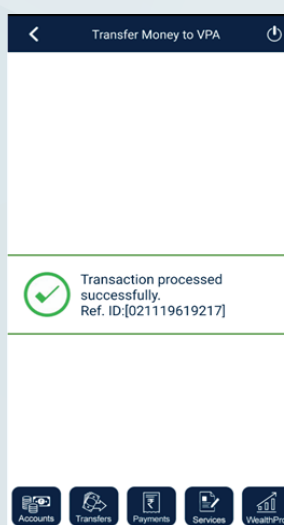 Transfer Money to VPA
Transaction processed
successfully.
Ref. ID:[021119619217]
Accounts
Transfers
Payments
Services
WealthPro